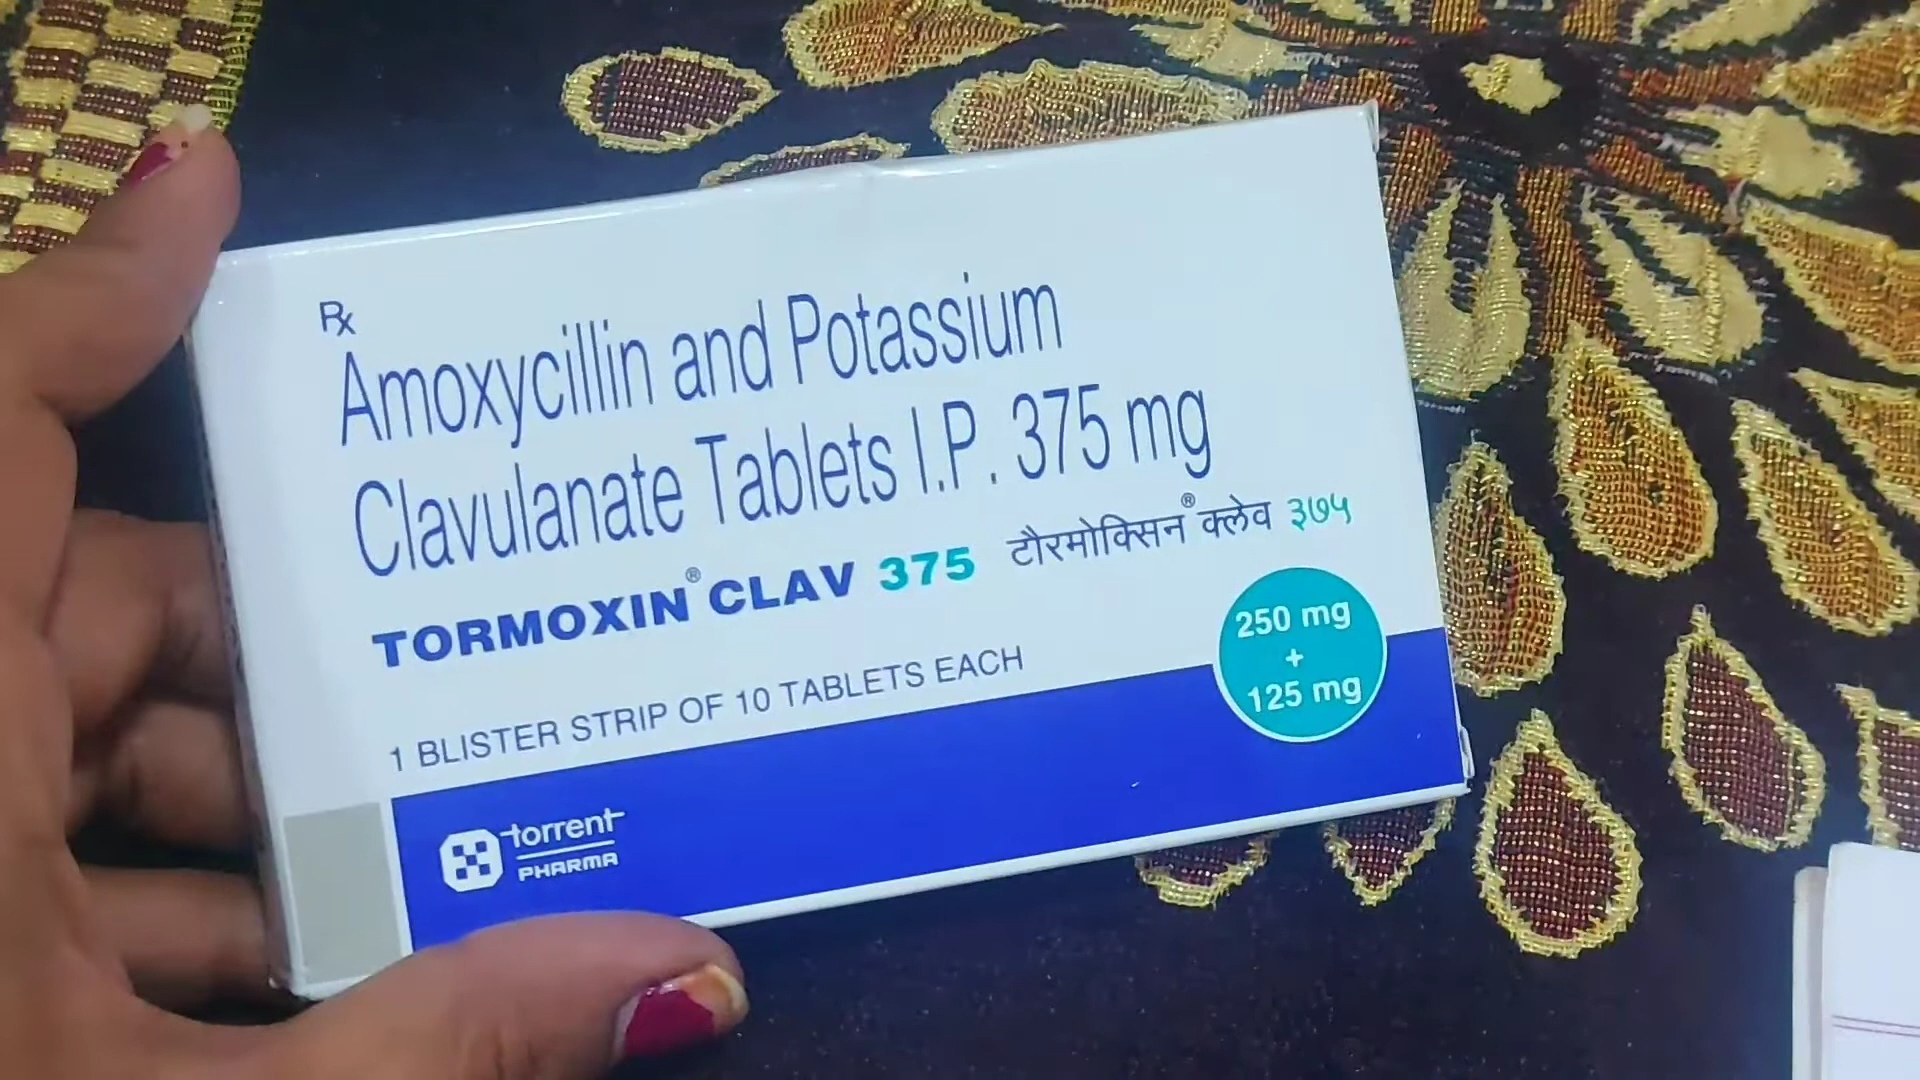 Rx
Amoxycillin and Potassium
Clavulanate Tablets I.P. 375 mg
TORMOXIN® CLAV 375 टौरमोक्सिन® क्लेव ३७५
1 BLISTER STRIP OF 10 TABLETS EACH
250 mg
+
125 mg
torrent
PHARMA